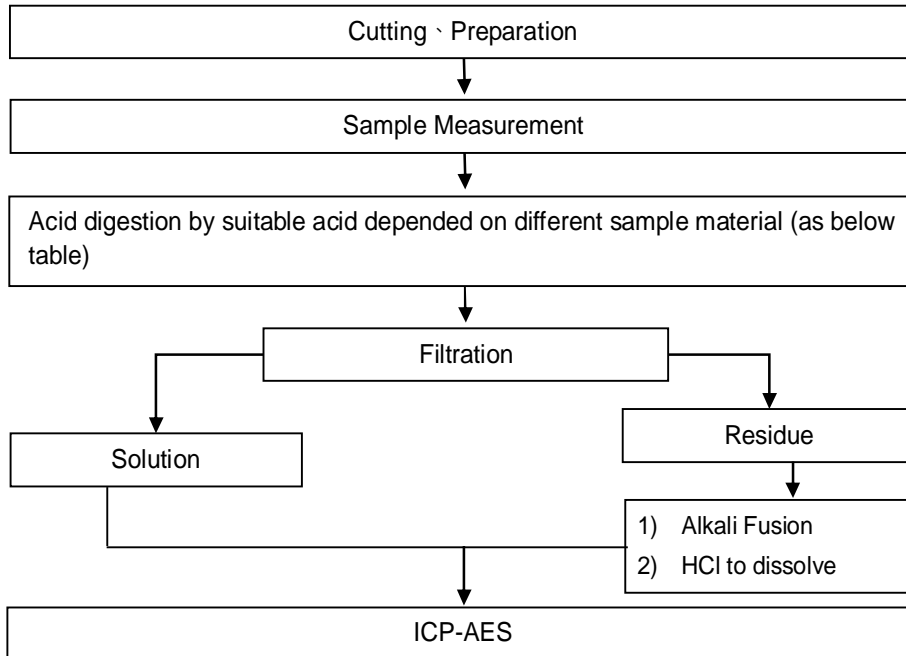 Cutting、Preparation
Sample Measurement
Acid digestion by suitable acid depended on different sample material (as below
table)
Filtration
Solution
Residue
1) Alkali Fusion
2) HCl to dissolve
ICP-AES